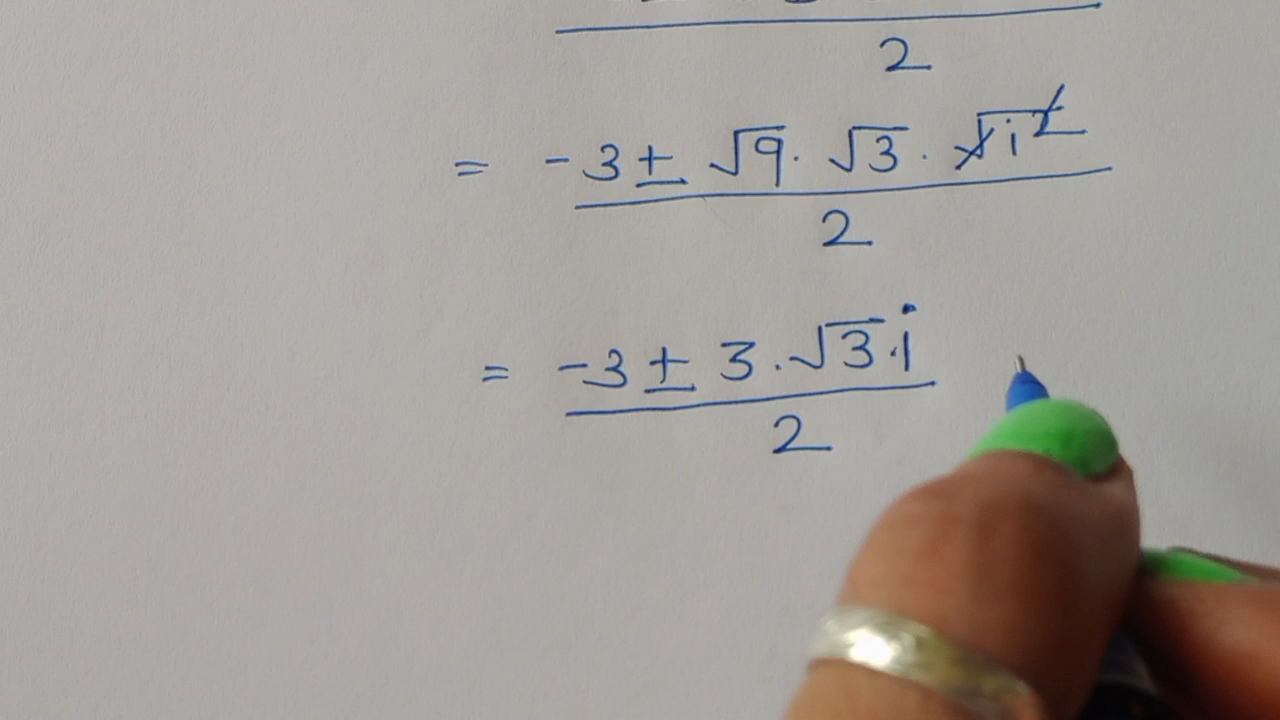 2
= -3 ± √9 . √3 . √i²
2
= -3 ± 3 . √3 . i
2